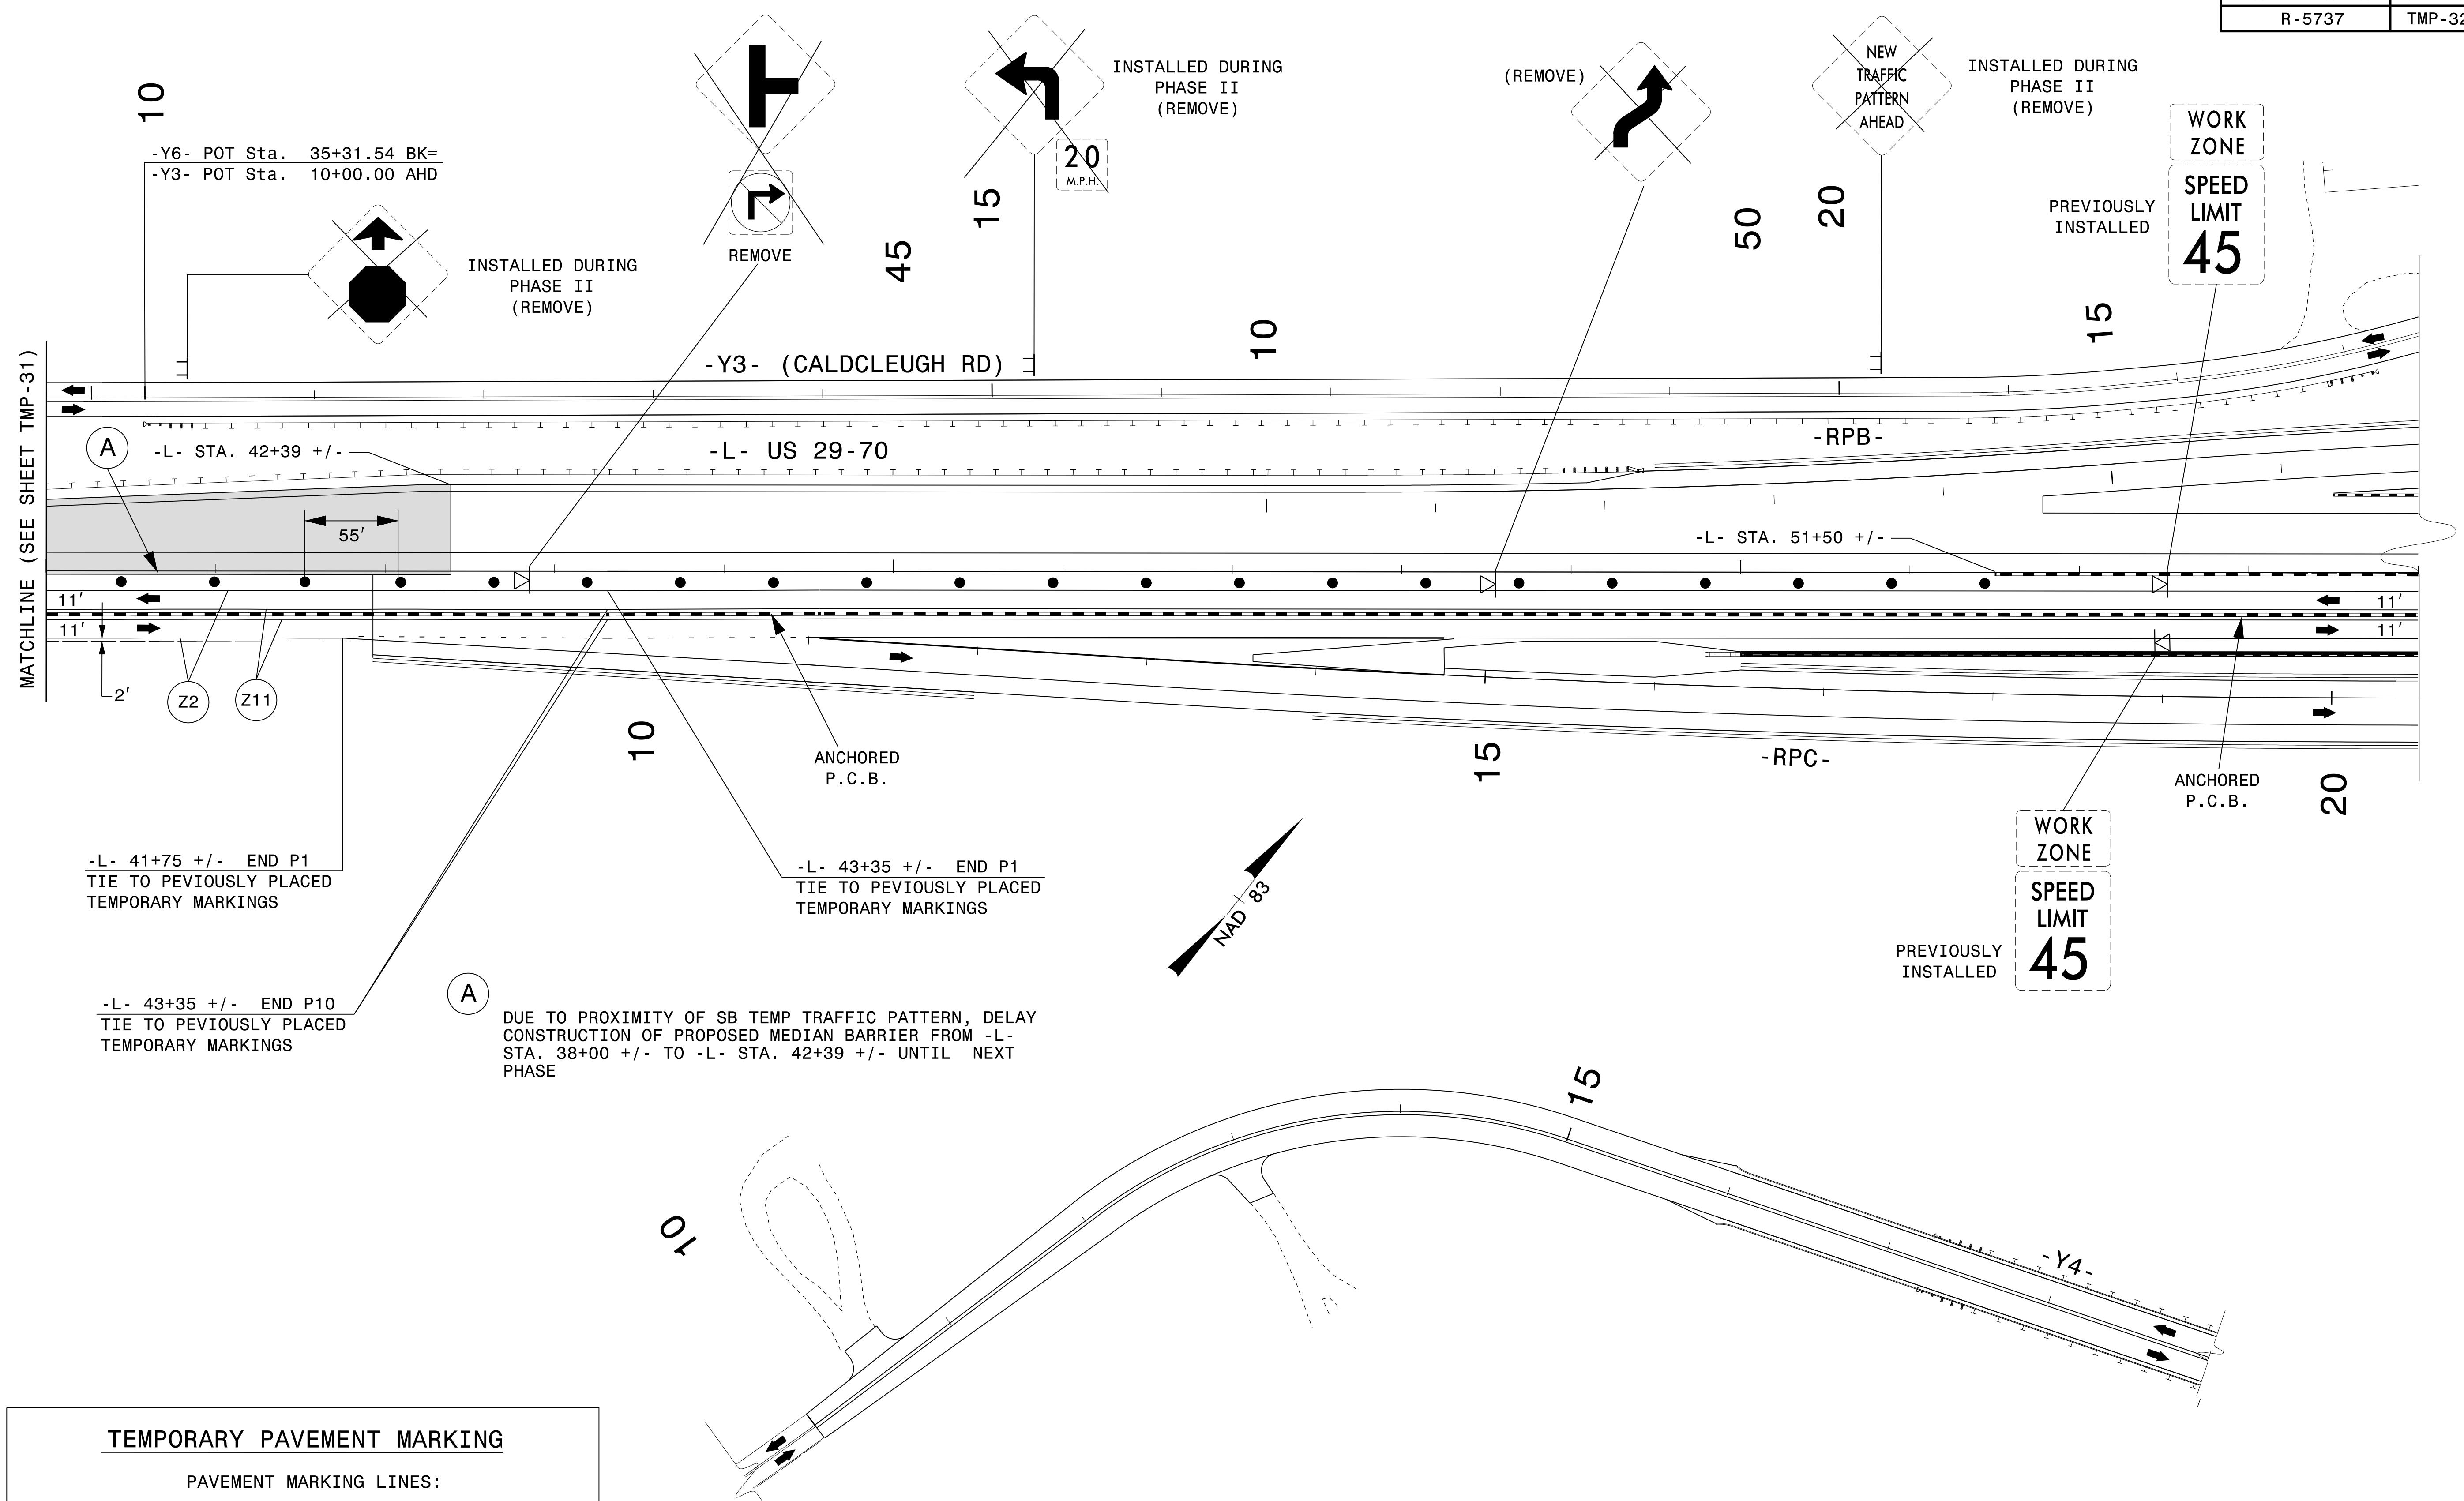 R-5737 TMP-32
10
-Y6- POT Sta. 35+31.54 BK=
-Y3- POT Sta. 10+00.00 AHD
INSTALLED DURING
PHASE II
(REMOVE)
REMOVE
45
15
20
M.P.H.
INSTALLED DURING
PHASE II
(REMOVE)
10
(REMOVE)
50
20
NEW
TRAFFIC
PATTERN
AHEAD
INSTALLED DURING
PHASE II
(REMOVE)
WORK
ZONE
SPEED
LIMIT
45
PREVIOUSLY
INSTALLED
15
MATCHLINE (SEE SHEET TMP-31)
-Y3- (CALDCLEUGH RD)
A
-L- STA. 42+39 +/-
-L- US 29-70
-RPB-
55'
-L- STA. 51+50 +/-
11'
11'
11'
11'
2'
Z2
Z11
10
ANCHORED
P.C.B.
15
-RPC-
ANCHORED
P.C.B.
20
-L- 41+75 +/- END P1
TIE TO PEVIOUSLY PLACED
TEMPORARY MARKINGS
-L- 43+35 +/- END P1
TIE TO PEVIOUSLY PLACED
TEMPORARY MARKINGS
NAD 83
WORK
ZONE
SPEED
LIMIT
45
PREVIOUSLY
INSTALLED
-L- 43+35 +/- END P10
TIE TO PEVIOUSLY PLACED
TEMPORARY MARKINGS
A
DUE TO PROXIMITY OF SB TEMP TRAFFIC PATTERN, DELAY
CONSTRUCTION OF PROPOSED MEDIAN BARRIER FROM -L-
STA. 38+00 +/- TO -L- STA. 42+39 +/- UNTIL NEXT
PHASE
15
10
-Y4-
TEMPORARY PAVEMENT MARKING
PAVEMENT MARKING LINES: